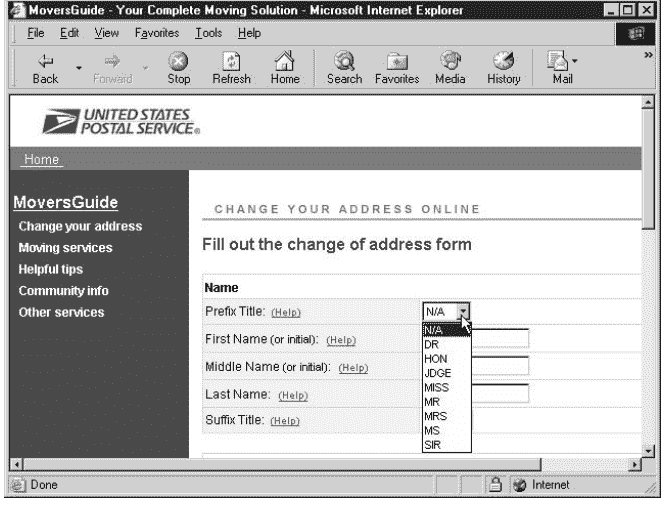 MoversGuide - Your Complete Moving Solution - Microsoft Internet Explorer
File Edit View Favorites Tools Help
Back Forward Stop Refresh Home Search Favorites Media History Mail »
UNITED STATES
POSTAL SERVICE®
Home
MoversGuide
Change your address
Moving services
Helpful tips
Community info
Other services
CHANGE YOUR ADDRESS ONLINE
Fill out the change of address form
Name
Prefix Title: (Help) N/A
First Name (or initial): (Help)
Middle Name (or initial): (Help)
Last Name: (Help)
Suffix Title: (Help)
N/A
DR
HON
JDGE
MISS
MR
MRS
MS
SIR
Done Internet